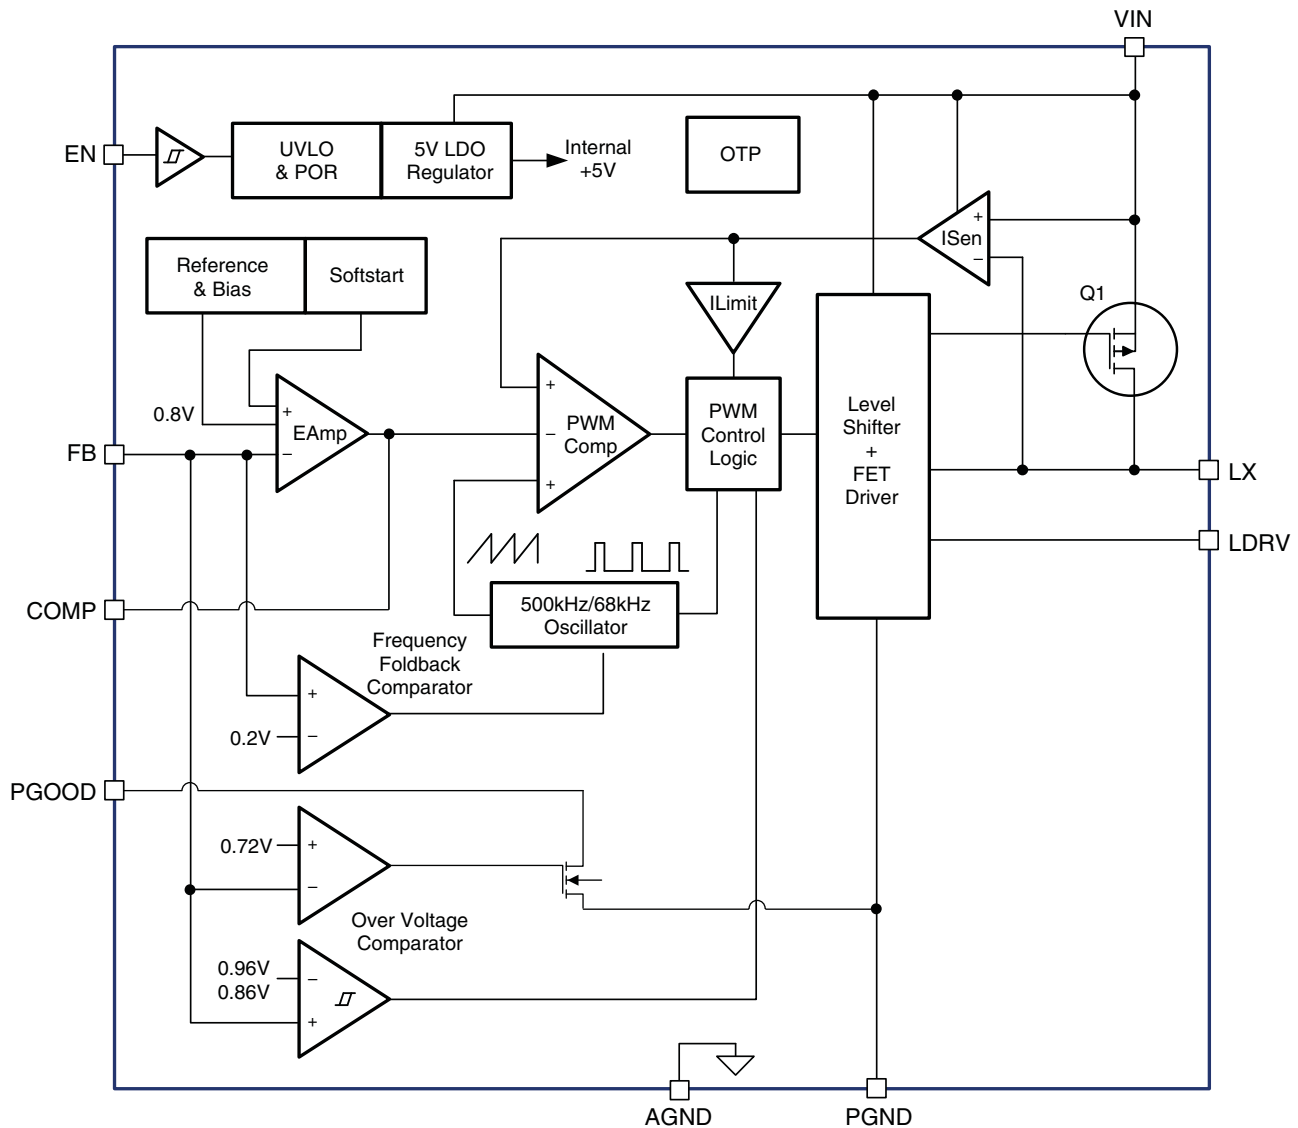 VIN
EN
UVLO
& POR
5V LDO
Regulator
Internal
+5V
OTP
+
ISen
−
Reference
& Bias
Softstart
ILimit
Q1
0.8V
+
EAmp
−
FB
+
−
PWM
Comp
+
PWM
Control
Logic
Level
Shifter
+
FET
Driver
LX
LDRV
500kHz/68kHz
Oscillator
COMP
Frequency
Foldback
Comparator
+
0.2V
−
PGOOD
0.72V
+
−
Over Voltage
Comparator
0.96V
0.86V
−
+
AGND
PGND